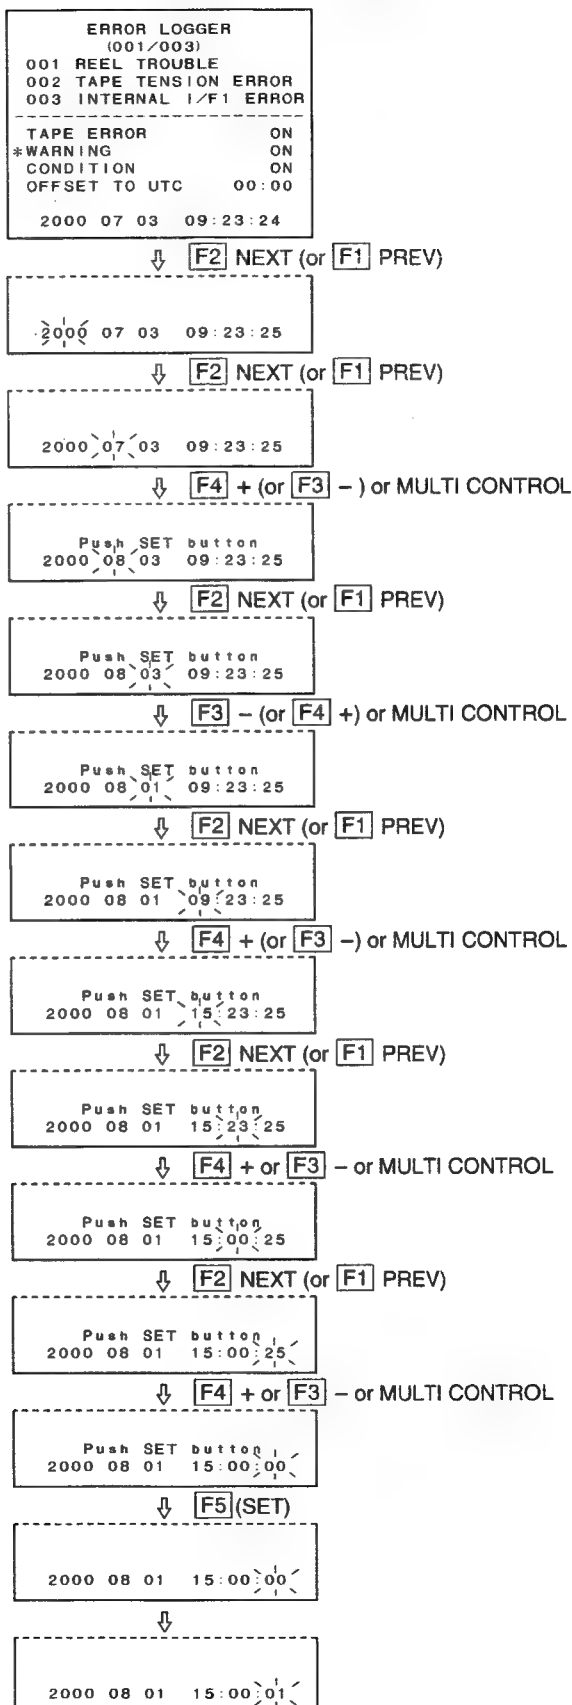 ERROR LOGGER
(001/003)
001 REEL TROUBLE
002 TAPE TENSION ERROR
003 INTERNAL I/F1 ERROR
TAPE ERROR ON
*WARNING ON
CONDITION ON
OFFSET TO UTC 00:00
2000 07 03 09:23:24
F2 NEXT (or F1 PREV)
2000 07 03 09:23:25
F2 NEXT (or F1 PREV)
2000 07 03 09:23:25
F4 + (or F3 – ) or MULTI CONTROL
Push SET button
2000 08 03 09:23:25
F2 NEXT (or F1 PREV)
Push SET button
2000 08 03 09:23:25
F3 – (or F4 +) or MULTI CONTROL
Push SET button
2000 08 01 09:23:25
F2 NEXT (or F1 PREV)
Push SET button
2000 08 01 09:23:25
F4 + (or F3 –) or MULTI CONTROL
Push SET button
2000 08 01 15:23:25
F2 NEXT (or F1 PREV)
Push SET button
2000 08 01 15:23:25
F4 + or F3 – or MULTI CONTROL
Push SET button
2000 08 01 15:00:25
F2 NEXT (or F1 PREV)
Push SET button
2000 08 01 15:00:25
F4 + or F3 – or MULTI CONTROL
Push SET button
2000 08 01 15:00:00
F5 (SET)
2000 08 01 15:00:00
2000 08 01 15:00:01